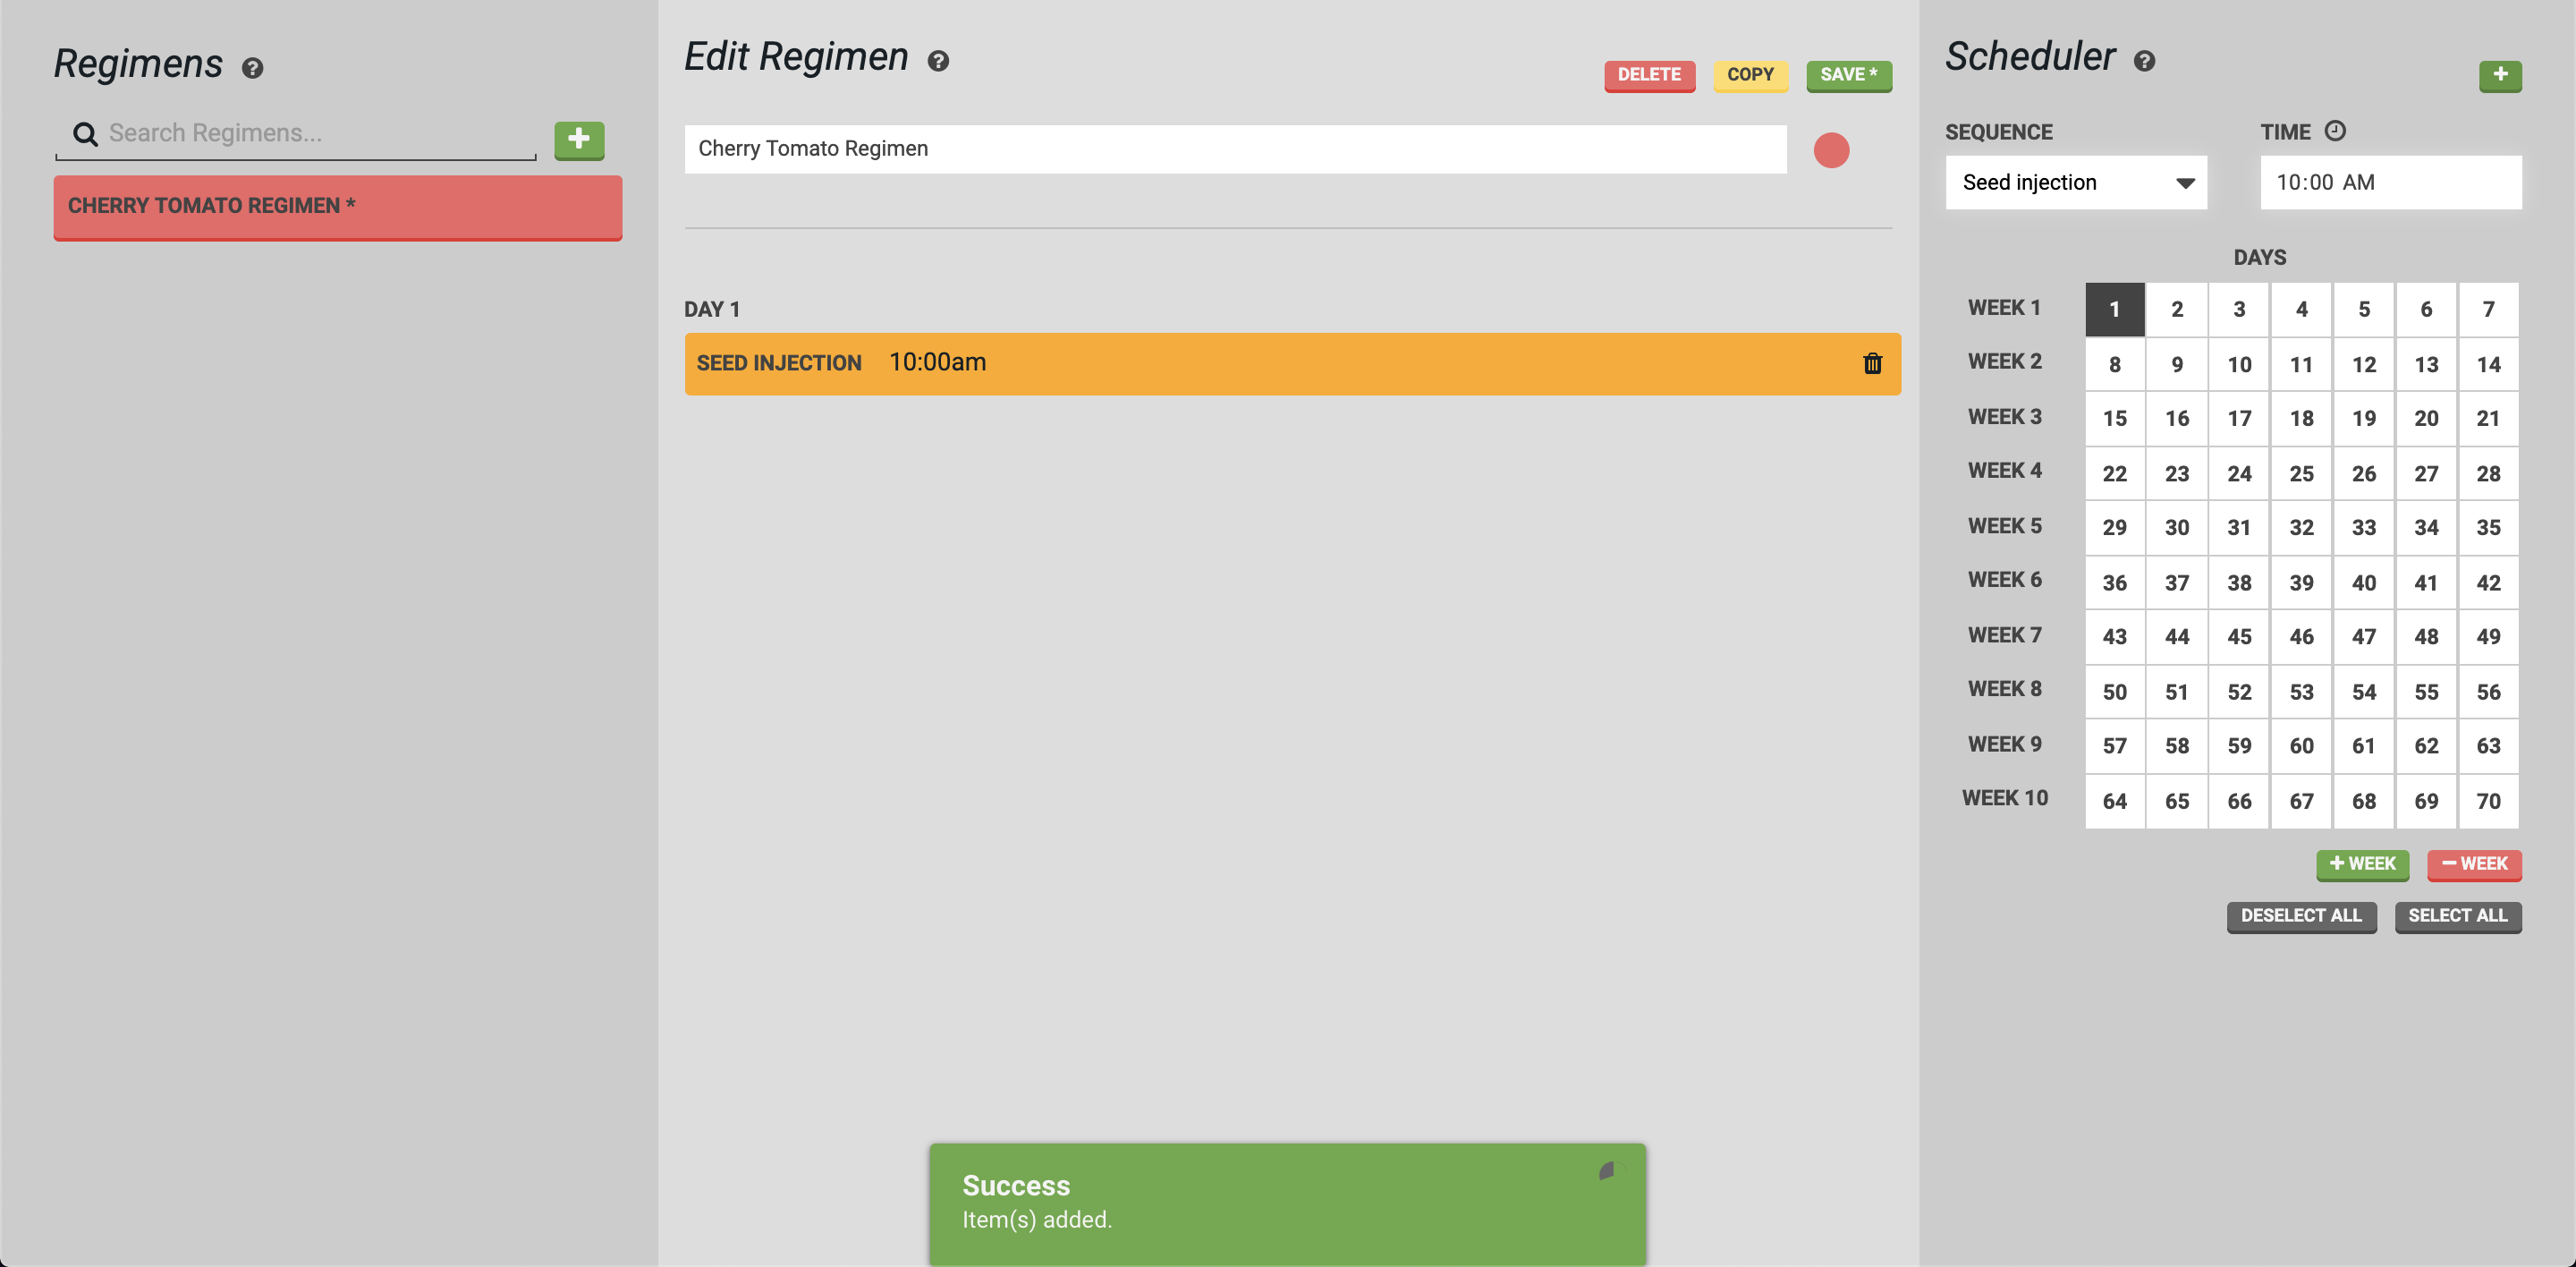 Regimens
Search Regimens...
CHERRY TOMATO REGIMEN *
Edit Regimen
DELETE COPY SAVE *
Cherry Tomato Regimen
DAY 1
SEED INJECTION 10:00am
Success
Item(s) added.
Scheduler
SEQUENCE TIME
Seed injection 10:00 AM
DAYS
WEEK 1 1 2 3 4 5 6 7
WEEK 2 8 9 10 11 12 13 14
WEEK 3 15 16 17 18 19 20 21
WEEK 4 22 23 24 25 26 27 28
WEEK 5 29 30 31 32 33 34 35
WEEK 6 36 37 38 39 40 41 42
WEEK 7 43 44 45 46 47 48 49
WEEK 8 50 51 52 53 54 55 56
WEEK 9 57 58 59 60 61 62 63
WEEK 10 64 65 66 67 68 69 70
+ WEEK − WEEK
DESELECT ALL SELECT ALL